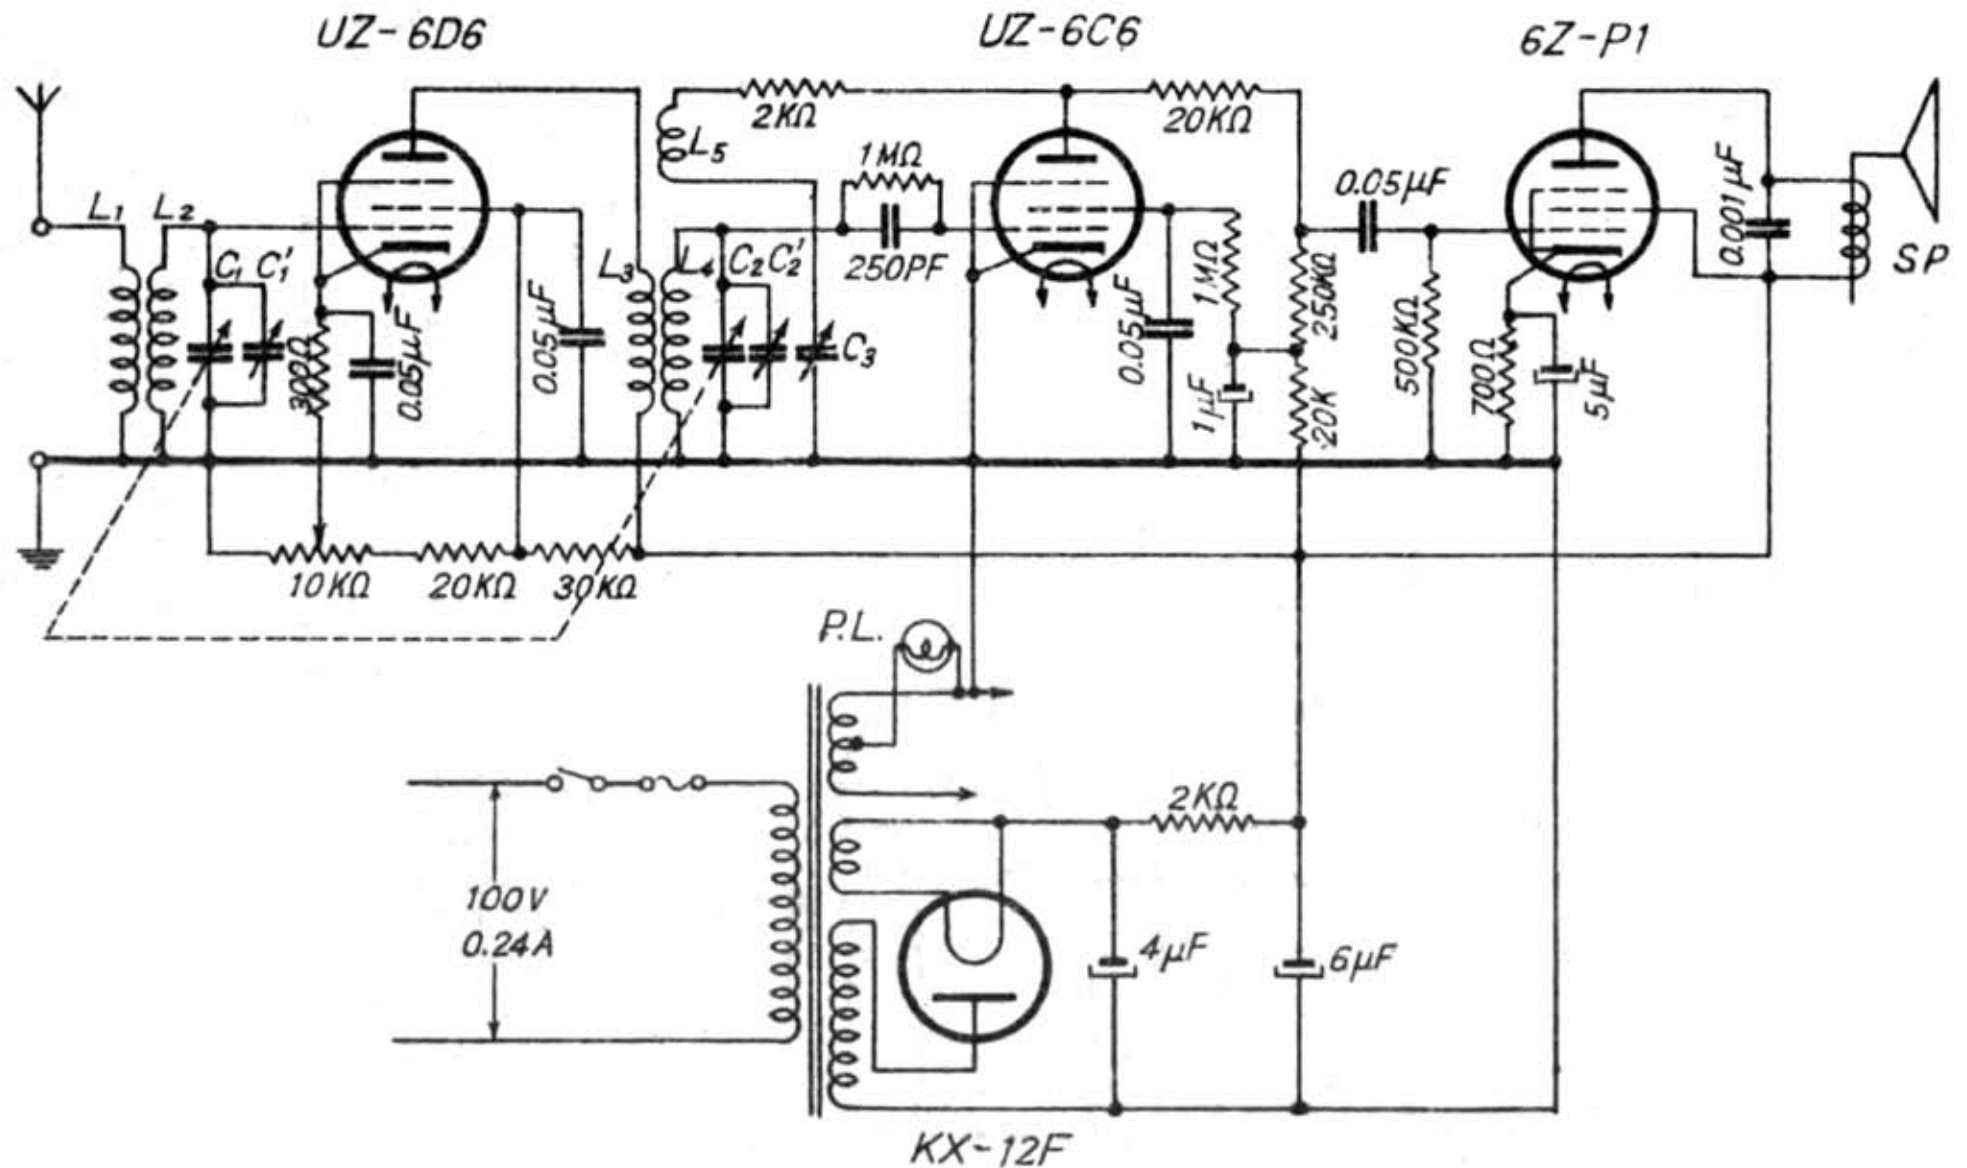 UZ-6D6
UZ-6C6
6Z-P1
2KΩ
20KΩ
L5
1MΩ
0.05μF
0.001μF
L1
L2
C1
C1'
250PF
L3
L4
C2
C2'
SP
300Ω
0.05μF
0.05μF
C3
0.05μF
1MΩ
250KΩ
500KΩ
700Ω
5μF
1μF
20K
10KΩ
20KΩ
30KΩ
P.L.
2KΩ
100V
0.24A
4μF
6μF
KX-12F